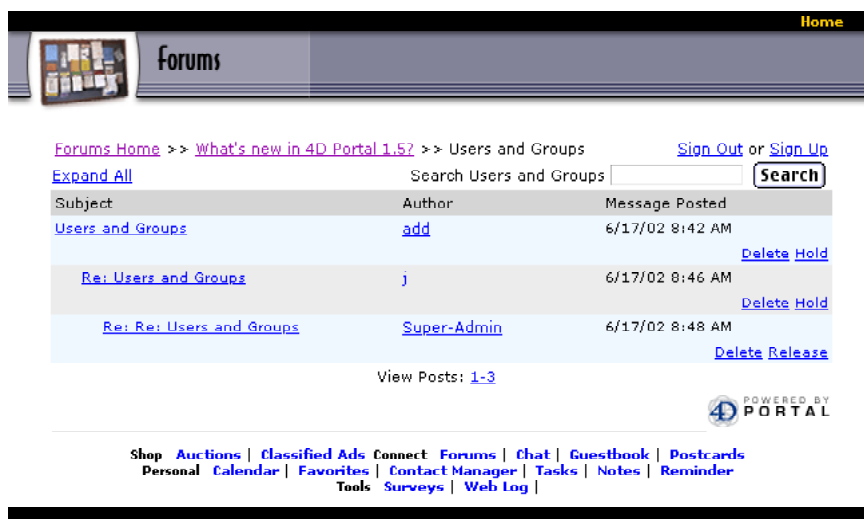 Home
Forums
Forums Home >> What's new in 4D Portal 1.5? >> Users and Groups Sign Out or Sign Up
Expand All Search Users and Groups Search
Subject Author Message Posted
Users and Groups add 6/17/02 8:42 AM
Delete Hold
Re: Users and Groups j 6/17/02 8:46 AM
Delete Hold
Re: Re: Users and Groups Super-Admin 6/17/02 8:48 AM
Delete Release
View Posts: 1-3
4D POWERED BY
PORTAL
Shop Auctions | Classified Ads Connect Forums | Chat | Guestbook | Postcards
Personal Calendar | Favorites | Contact Manager | Tasks | Notes | Reminder
Tools Surveys | Web Log |